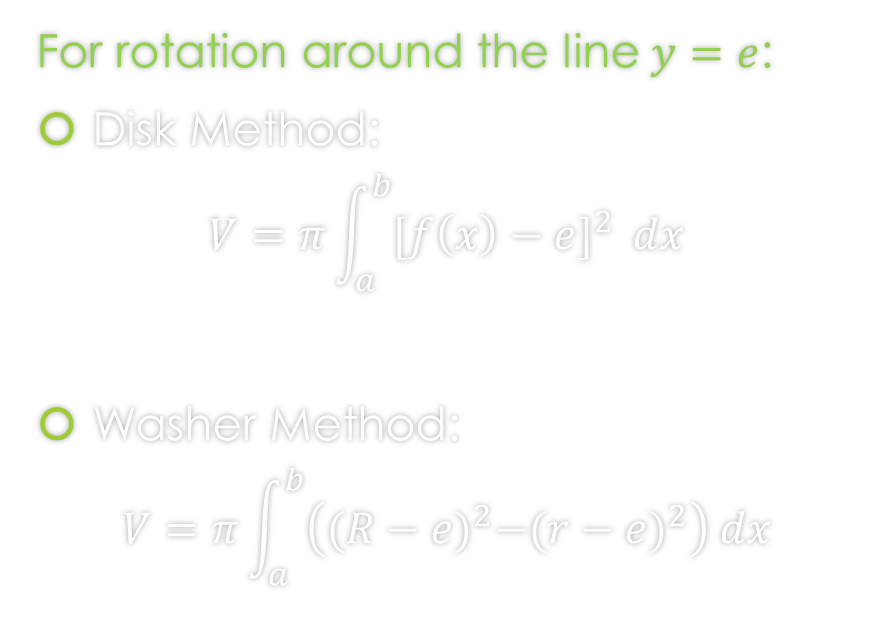 For rotation around the line y = e:
Disk Method:
V = π ∫_a^b [f(x) − e]² dx
Washer Method:
V = π ∫_a^b ((R − e)²−(r − e)²) dx